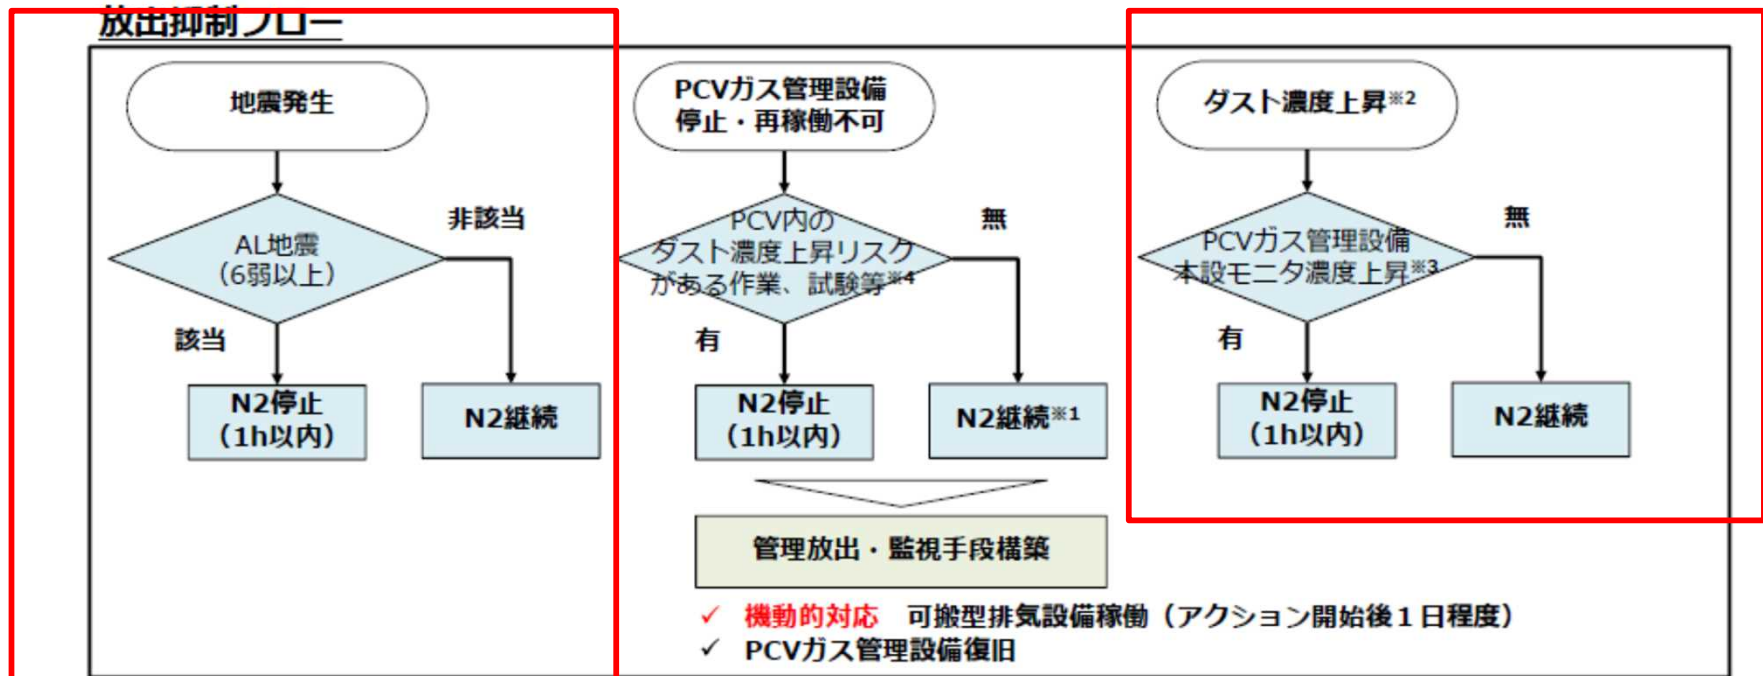 放出抑制フロー
地震発生
AL地震
（6弱以上）
非該当
該当
N2停止
（1h以内）
N2継続
PCVガス管理設備
停止・再稼働不可
PCV内の
ダスト濃度上昇リスク
がある作業、試験等※4
無
有
N2停止
（1h以内）
N2継続※1
管理放出・監視手段構築
✓ 機動的対応　可搬型排気設備稼働（アクション開始後１日程度）
✓ PCVガス管理設備復旧
ダスト濃度上昇※2
PCVガス管理設備
本設モニタ濃度上昇※3
無
有
N2停止
（1h以内）
N2継続